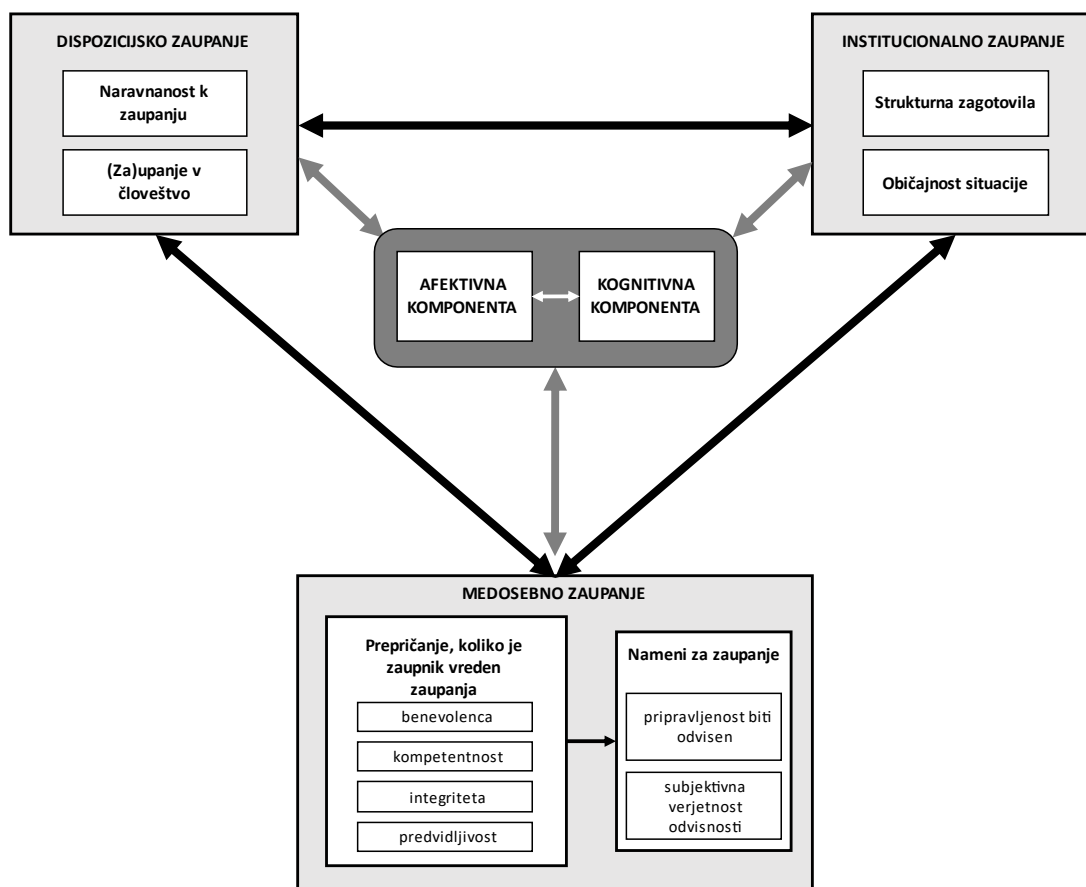 DISPOZICIJSKO ZAUPANJE
Naravnanost k
zaupanju
(Za)upanje v
človeštvo
INSTITUCIONALNO ZAUPANJE
Strukturna zagotovila
Običajnost situacije
AFEKTIVNA
KOMPONENTA
KOGNITIVNA
KOMPONENTA
MEDOSEBNO ZAUPANJE
Prepričanje, koliko je
zaupnik vreden
zaupanja
benevolenca
kompetentnost
integriteta
predvidljivost
Nameni za zaupanje
pripravljenost biti
odvisen
subjektivna
verjetnost
odvisnosti